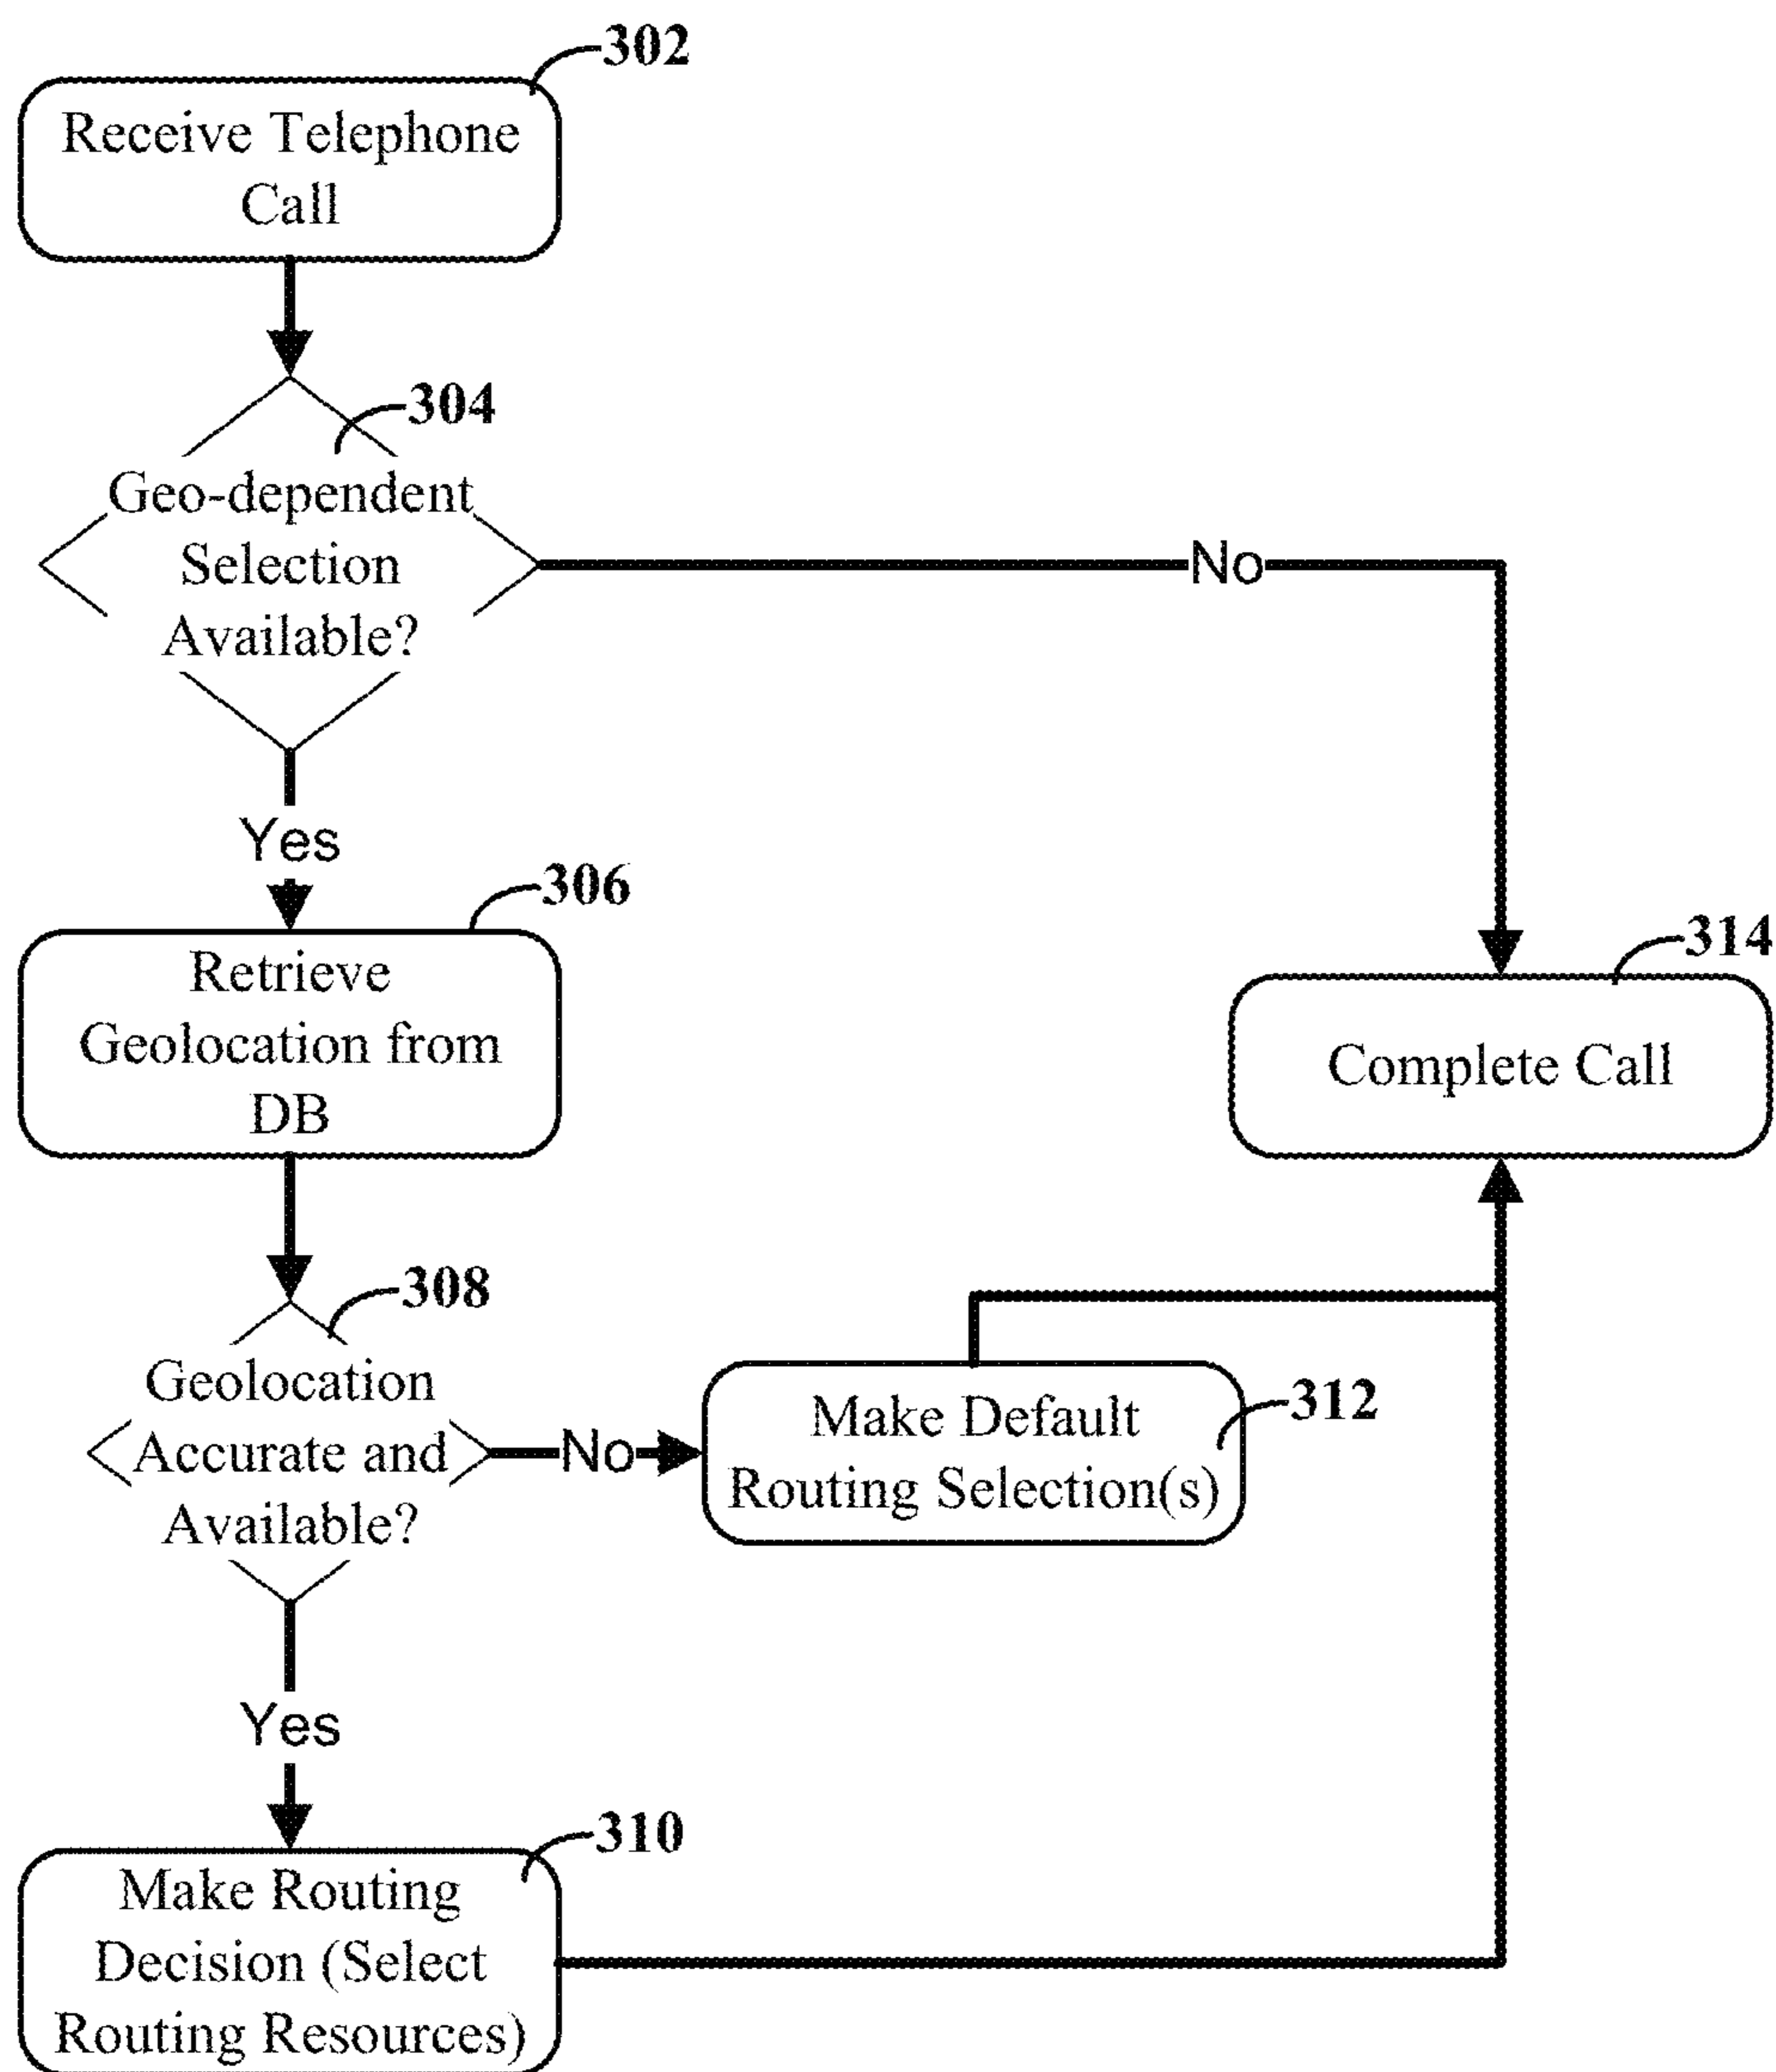 302
Receive Telephone
Call
304
Geo-dependent
Selection
Available?
No
Yes
306
Retrieve
Geolocation from
DB
314
Complete Call
308
Geolocation
Accurate and
Available?
No
312
Make Default
Routing Selection(s)
Yes
310
Make Routing
Decision (Select
Routing Resources)